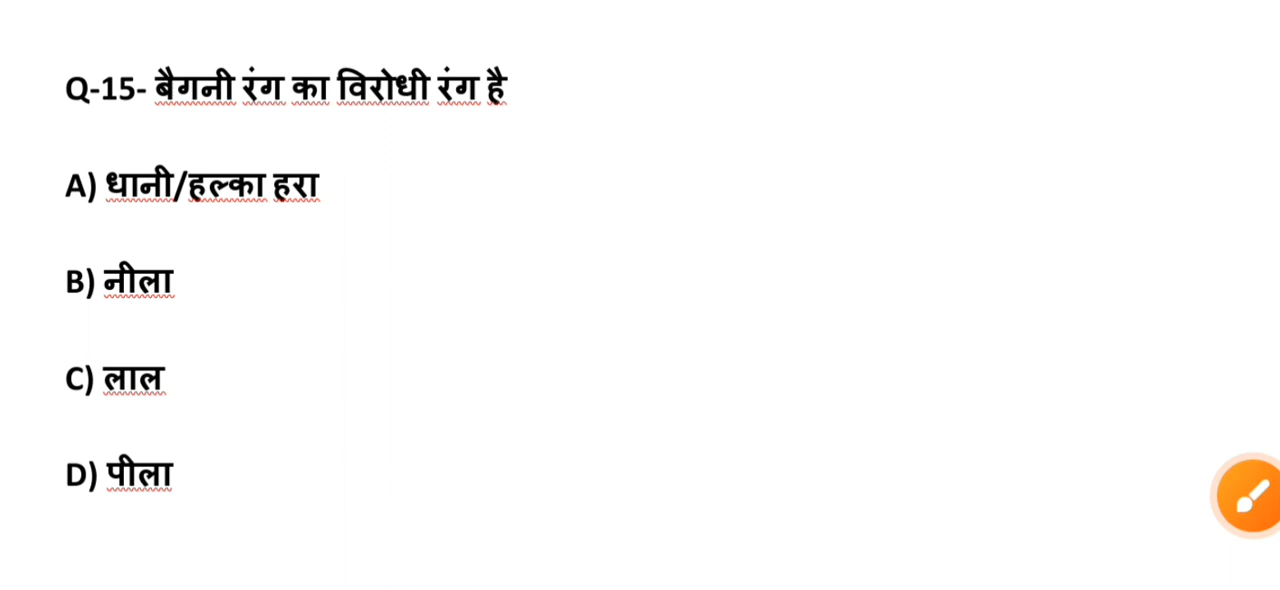 Q-15- बैगनी रंग का विरोधी रंग है
A) धानी/हल्का हरा
B) नीला
C) लाल
D) पीला